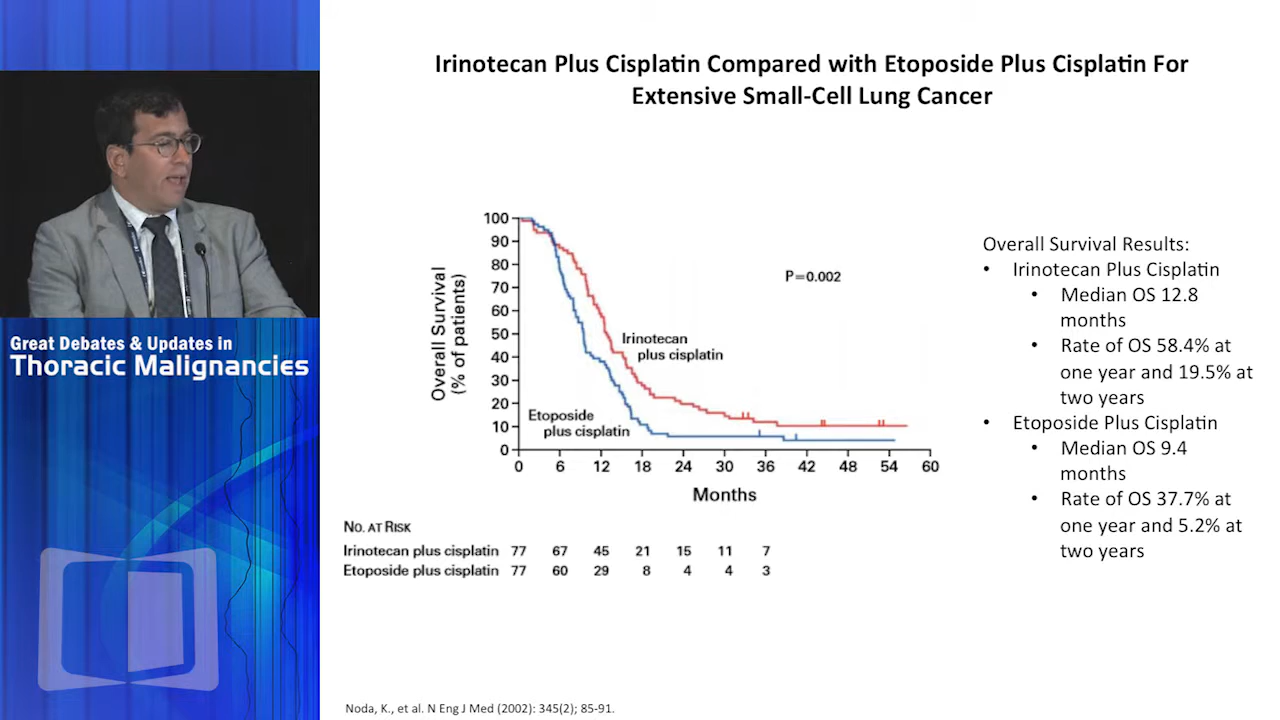 Irinotecan Plus Cisplatin Compared with Etoposide Plus Cisplatin For
Extensive Small-Cell Lung Cancer
Great Debates & Updates in
Thoracic Malignancies
Overall Survival
(% of patients)
100
90
80
70
60
50
40
30
20
10
0
P=0.002
Irinotecan
plus cisplatin
Etoposide
plus cisplatin
0 6 12 18 24 30 36 42 48 54 60
Months
No. at Risk
Irinotecan plus cisplatin 77 67 45 21 15 11 7
Etoposide plus cisplatin 77 60 29 8 4 4 3
Overall Survival Results:
• Irinotecan Plus Cisplatin
• Median OS 12.8
months
• Rate of OS 58.4% at
one year and 19.5% at
two years
• Etoposide Plus Cisplatin
• Median OS 9.4
months
• Rate of OS 37.7% at
one year and 5.2% at
two years
Noda, K., et al. N Eng J Med (2002): 345(2); 85-91.